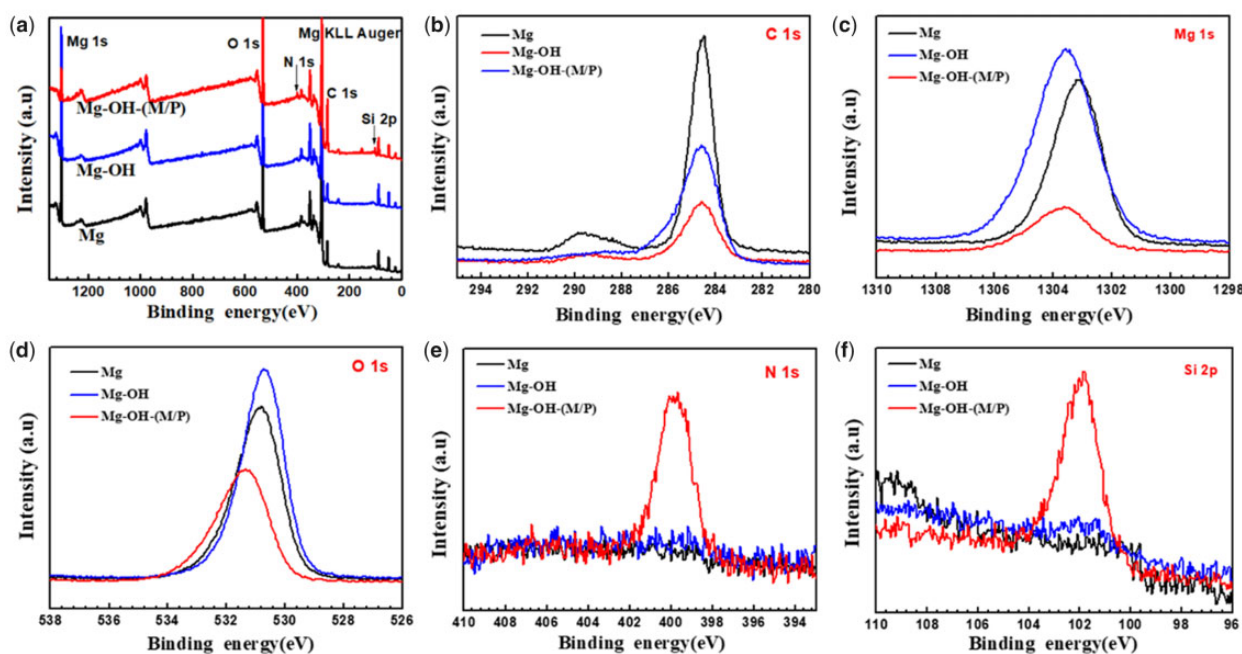 (a)
Mg 1s
O 1s
Mg KLL Auger
N 1s
C 1s
Si 2p
Mg-OH-(M/P)
Mg-OH
Mg
Intensity (a.u)
1200 1000 800 600 400 200 0
Binding energy(eV)
(b)
Mg
Mg-OH
Mg-OH-(M/P)
C 1s
Intensity (a.u)
294 292 290 288 286 284 282 280
Binding energy(eV)
(c)
Mg
Mg-OH
Mg-OH-(M/P)
Mg 1s
Intensity (a.u)
1310 1308 1306 1304 1302 1300 1298
Binding energy(eV)
(d)
O 1s
Mg
Mg-OH
Mg-OH-(M/P)
Intensity (a.u)
538 536 534 532 530 528 526
Binding energy(eV)
(e)
Mg
Mg-OH
Mg-OH-(M/P)
N 1s
Intensity (a.u)
410 408 406 404 402 400 398 396 394
Binding energy(eV)
(f)
Mg
Mg-OH
Mg-OH-(M/P)
Si 2p
Intensity (a.u)
110 108 106 104 102 100 98 96
Binding energy(eV)